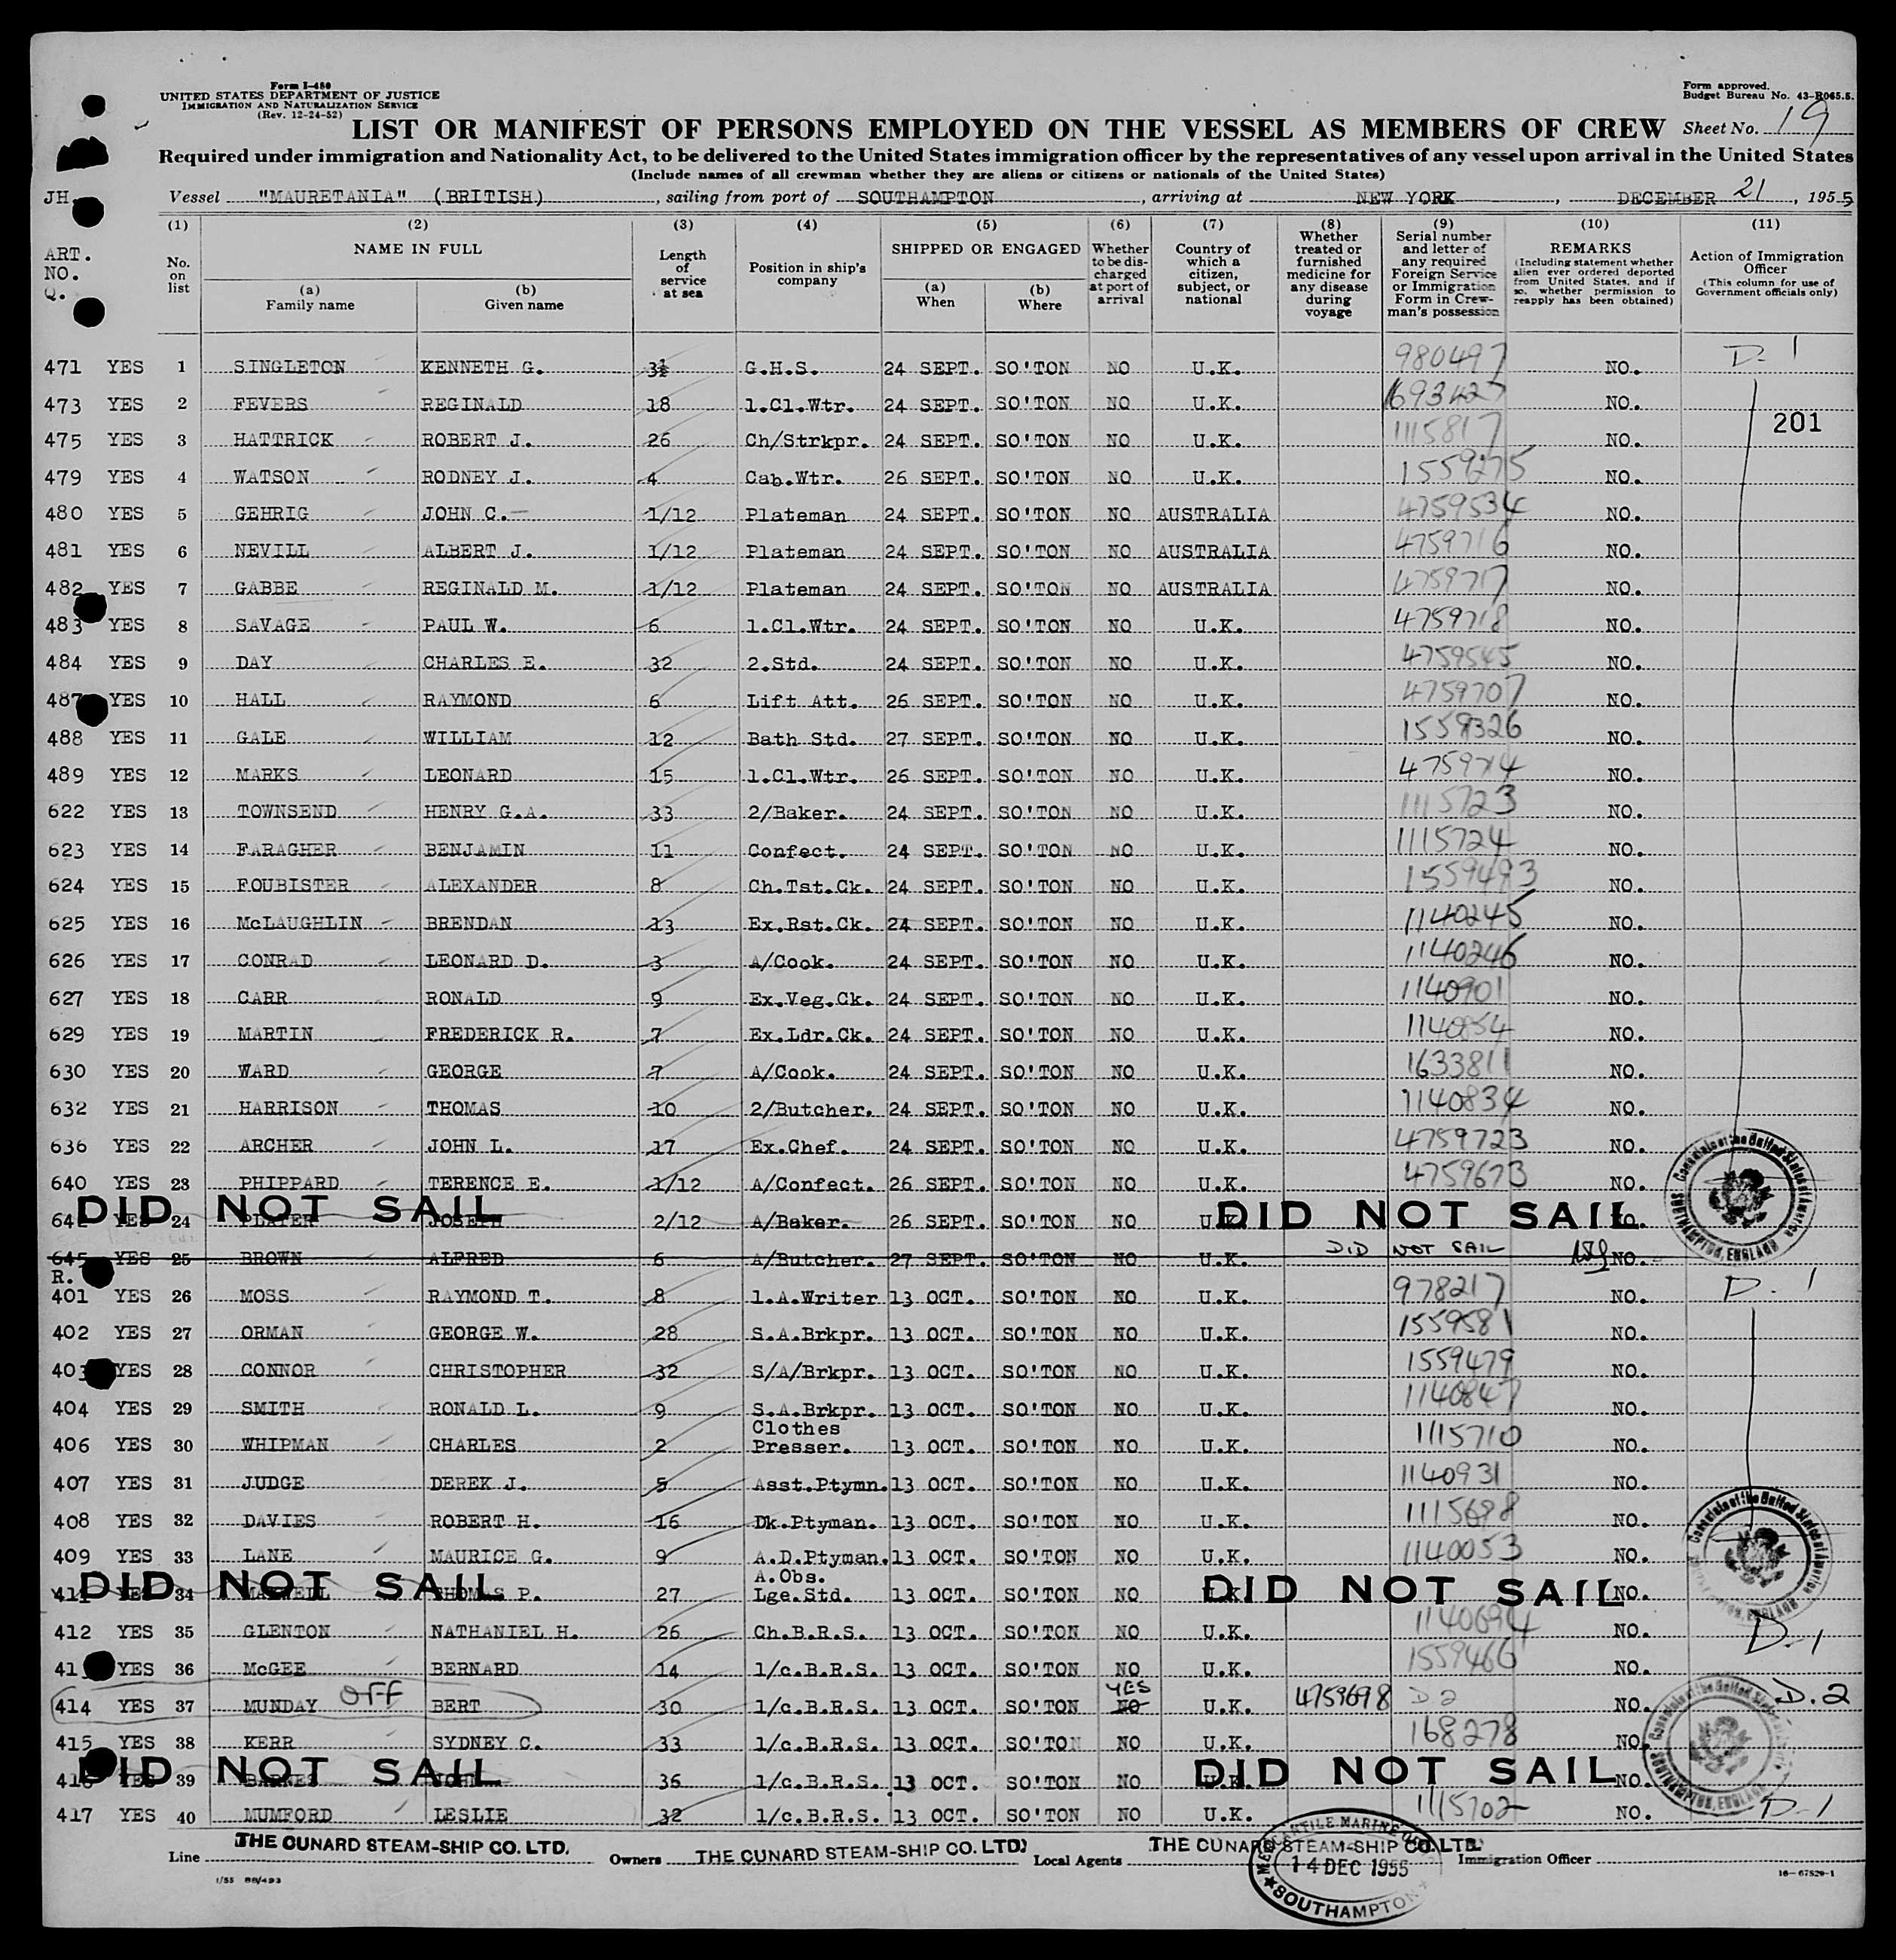 Form I-480
UNITED STATES DEPARTMENT OF JUSTICE
IMMIGRATION AND NATURALIZATION SERVICE
(Rev. 12-24-52)
Form approved.
Budget Bureau No. 43-R065.5.
LIST OR MANIFEST OF PERSONS EMPLOYED ON THE VESSEL AS MEMBERS OF CREW Sheet No. 19
Required under immigration and Nationality Act, to be delivered to the United States immigration officer by the representatives of any vessel upon arrival in the United States
(Include names of all crewman whether they are aliens or citizens or nationals of the United States)
JH. Vessel "MAURETANIA" (BRITISH), sailing from port of SOUTHAMPTON, arriving at NEW YORK, DECEMBER 21, 1955
ART. NO. Q.
(1) No. on list
(2) NAME IN FULL
(a) Family name
(b) Given name
(3) Length of service at sea
(4) Position in ship's company
(5) SHIPPED OR ENGAGED
(a) When
(b) Where
(6) Whether to be discharged at port of arrival
(7) Country of which a citizen, subject, or national
(8) Whether treated or furnished medicine for any disease during voyage
(9) Serial number and letter of any required Foreign Service or Immigration Form in Crewman's possession
(10) REMARKS (Including statement whether alien ever ordered deported from United States, and if so, whether permission to reapply has been obtained)
(11) Action of Immigration Officer (This column for use of Government officials only)
471 YES 1 SINGLETON KENNETH G. 3½ G.H.S. 24 SEPT. SO'TON NO U.K. 980497 NO. D-1
473 YES 2 FEVERS REGINALD 18 1.Cl.Wtr. 24 SEPT. SO'TON NO U.K. 1693427 NO.
201
475 YES 3 HATTRICK ROBERT J. 26 Ch/Strkpr. 24 SEPT. SO'TON NO U.K. 1115817 NO.
479 YES 4 WATSON RODNEY J. 4 Cab.Wtr. 26 SEPT. SO'TON NO U.K. 1559275 NO.
480 YES 5 GEHRIG JOHN C. 1/12 Plateman 24 SEPT. SO'TON NO AUSTRALIA 4759534 NO.
481 YES 6 NEVILL ALBERT J. 1/12 Plateman 24 SEPT. SO'TON NO AUSTRALIA 4759716 NO.
482 YES 7 GABBE REGINALD M. 1/12 Plateman 24 SEPT. SO'TON NO AUSTRALIA 4759717 NO.
483 YES 8 SAVAGE PAUL W. 6 1.Cl.Wtr. 24 SEPT. SO'TON NO U.K. 4759718 NO.
484 YES 9 DAY CHARLES E. 32 2.Std. 24 SEPT. SO'TON NO U.K. 4759545 NO.
487 YES 10 HALL RAYMOND 6 Lift Att. 26 SEPT. SO'TON NO U.K. 4759707 NO.
488 YES 11 GALE WILLIAM 12 Bath Std. 27 SEPT. SO'TON NO U.K. 1559326 NO.
489 YES 12 MARKS LEONARD 15 1.Cl.Wtr. 26 SEPT. SO'TON NO U.K. 4759714 NO.
622 YES 13 TOWNSEND HENRY G.A. 33 2/Baker. 24 SEPT. SO'TON NO U.K. 1115723 NO.
623 YES 14 FARAGHER BENJAMIN 11 Confect. 24 SEPT. SO'TON NO U.K. 1115724 NO.
624 YES 15 FOUBISTER ALEXANDER 8 Ch.Tst.Ck. 24 SEPT. SO'TON NO U.K. 1559493 NO.
625 YES 16 McLAUGHLIN BRENDAN 13 Ex.Rst.Ck. 24 SEPT. SO'TON NO U.K. 1140245 NO.
626 YES 17 CONRAD LEONARD D. 3 A/Cook. 24 SEPT. SO'TON NO U.K. 1140246 NO.
627 YES 18 CARR RONALD 9 Ex.Veg.Ck. 24 SEPT. SO'TON NO U.K. 1140901 NO.
629 YES 19 MARTIN FREDERICK R. 7 Ex.Ldr.Ck. 24 SEPT. SO'TON NO U.K. 1140854 NO.
630 YES 20 WARD GEORGE 7 A/Cook. 24 SEPT. SO'TON NO U.K. 1633811 NO.
632 YES 21 HARRISON THOMAS 10 2/Butcher. 24 SEPT. SO'TON NO U.K. 1140834 NO.
636 YES 22 ARCHER JOHN L. 17 Ex.Chef. 24 SEPT. SO'TON NO U.K. 4759723 NO.
640 YES 23 PHIPPARD TERENCE E. 1/12 A/Confect. 26 SEPT. SO'TON NO U.K. 4759673 NO.
DID NOT SAIL DID NOT SAIL
YES 24 JOSEPH 2/12 A/Baker. 26 SEPT. SO'TON NO U.K. NO.
645 YES 25 BROWN ALFRED 6 A/Butcher. 27 SEPT. SO'TON NO U.K. DID NOT SAIL NO.
R.
401 YES 26 MOSS RAYMOND T. 8 1.A.Writer 13 OCT. SO'TON NO U.K. 978217 NO. D-1
402 YES 27 ORMAN GEORGE W. 28 S.A.Brkpr. 13 OCT. SO'TON NO U.K. 1559581 NO.
403 YES 28 CONNOR CHRISTOPHER 32 S/A/Brkpr. 13 OCT. SO'TON NO U.K. 1559479 NO.
404 YES 29 SMITH RONALD L. 9 S.A.Brkpr. 13 OCT. SO'TON NO U.K. 1140847 NO.
406 YES 30 WHIPMAN CHARLES 2 Clothes Presser. 13 OCT. SO'TON NO U.K. 1115710 NO.
407 YES 31 JUDGE DEREK J. 5 Asst.Ptymn. 13 OCT. SO'TON NO U.K. 1140931 NO.
408 YES 32 DAVIES ROBERT H. 16 Dk.Ptyman. 13 OCT. SO'TON NO U.K. 1115698 NO.
409 YES 33 LANE MAURICE G. 9 A.D.Ptyman. 13 OCT. SO'TON NO U.K. 1140053 NO.
DID NOT SAIL DID NOT SAIL
411 YES 34 THOMAS P. 27 A.Obs. Lge.Std. 13 OCT. SO'TON NO U.K. NO.
412 YES 35 GLENTON NATHANIEL H. 26 Ch.B.R.S. 13 OCT. SO'TON NO U.K. 1140694 NO. D-1
41 YES 36 McGEE BERNARD 14 1/c.B.R.S. 13 OCT. SO'TON NO U.K. 1559466 NO.
414 YES 37 MUNDAY OFF BERT 30 1/c.B.R.S. 13 OCT. SO'TON NO YES U.K. 4759698 D2 NO. D.2
415 YES 38 KERR SYDNEY C. 33 1/c.B.R.S. 13 OCT. SO'TON NO U.K. 168278 NO.
DID NOT SAIL DID NOT SAIL
416 YES 39 JOHN 36 1/c.B.R.S. 13 OCT. SO'TON NO U.K. NO.
417 YES 40 MUMFORD LESLIE 32 1/c.B.R.S. 13 OCT. SO'TON NO U.K. 1115702 NO. D-1
Line THE CUNARD STEAM-SHIP CO. LTD. Owners THE CUNARD STEAM-SHIP CO. LTD. Local Agents THE CUNARD STEAM-SHIP CO. LTD. Immigration Officer
MERCANTILE MARINE
14 DEC 1955
SOUTHAMPTON
Consulate of the United States of America
SOUTHAMPTON, ENGLAND
1/55 88/493
16-67529-1